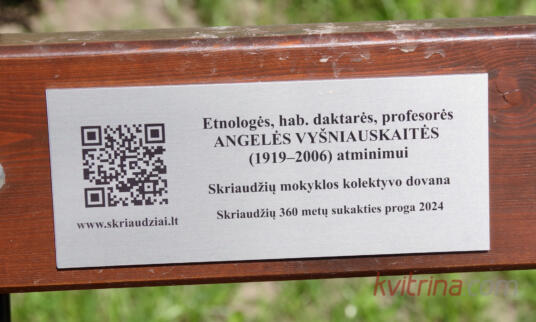 Etnologės, hab. daktarės, profesorės
ANGELĖS VYŠNIAUSKAITĖS
(1919–2006) atminimui
Skriaudžių mokyklos kolektyvo dovana
Skriaudžių 360 metų sukakties proga 2024
www.skriaudziai.lt
kvitrina.com